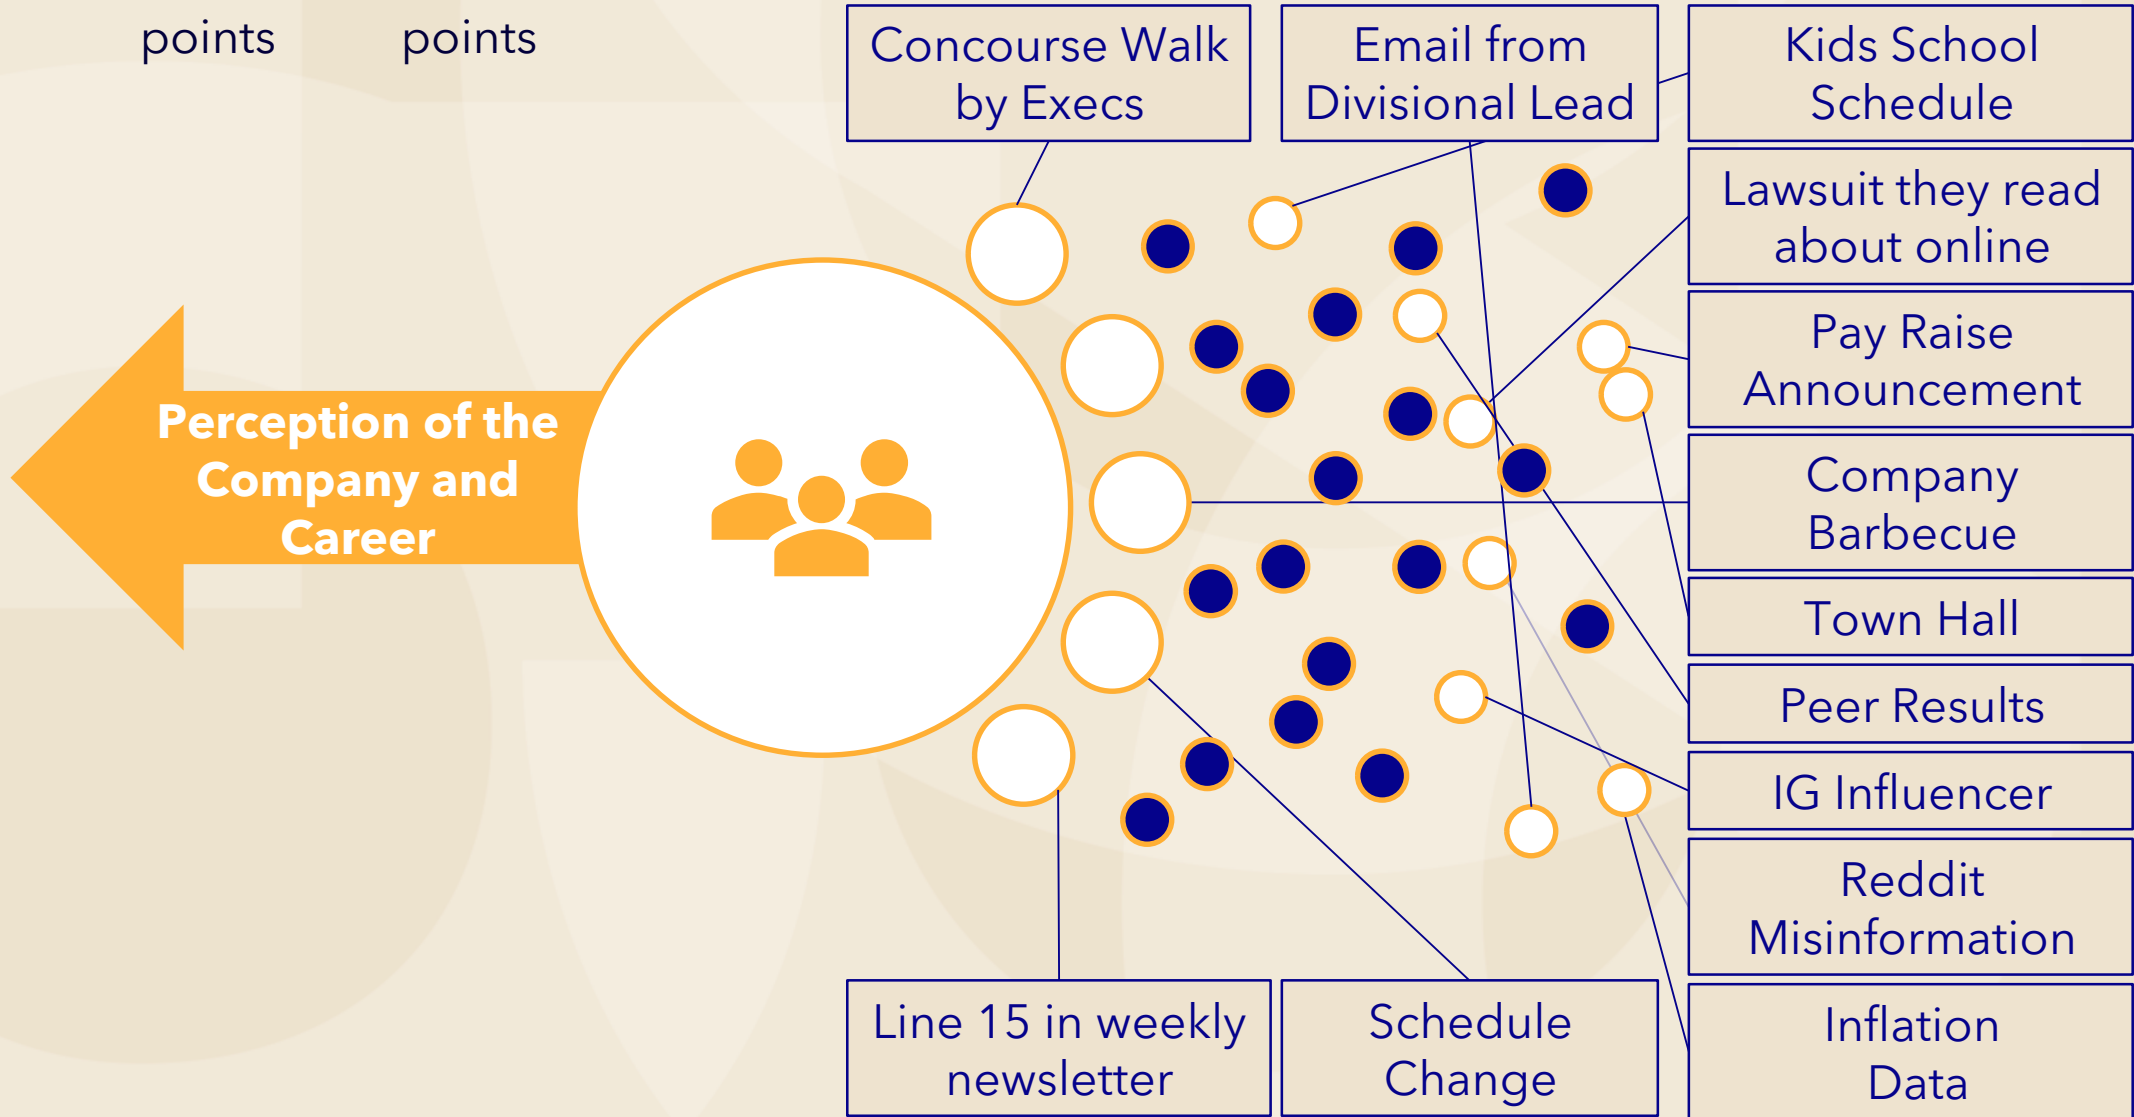 points
points
Concourse Walk
by Execs
Email from
Divisional Lead
Kids School
Schedule
Lawsuit they read
about online
Pay Raise
Announcement
Company
Barbecue
Town Hall
Peer Results
IG Influencer
Reddit
Misinformation
Inflation
Data
Perception of the
Company and
Career
Line 15 in weekly
newsletter
Schedule
Change